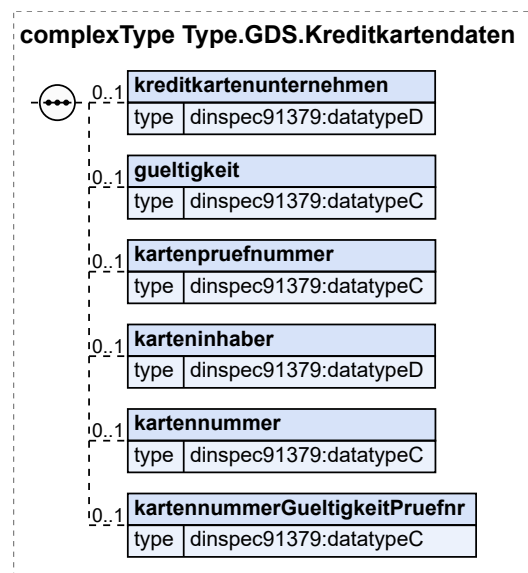 complexType Type.GDS.Kreditkartendaten
0..1 kreditkartenunternehmen
type dinspec91379:datatypeD
0..1 gueltigkeit
type dinspec91379:datatypeC
0..1 kartenpruefnummer
type dinspec91379:datatypeC
0..1 karteninhaber
type dinspec91379:datatypeD
0..1 kartennummer
type dinspec91379:datatypeC
0..1 kartennummerGueltigkeitPruefnr
type dinspec91379:datatypeC